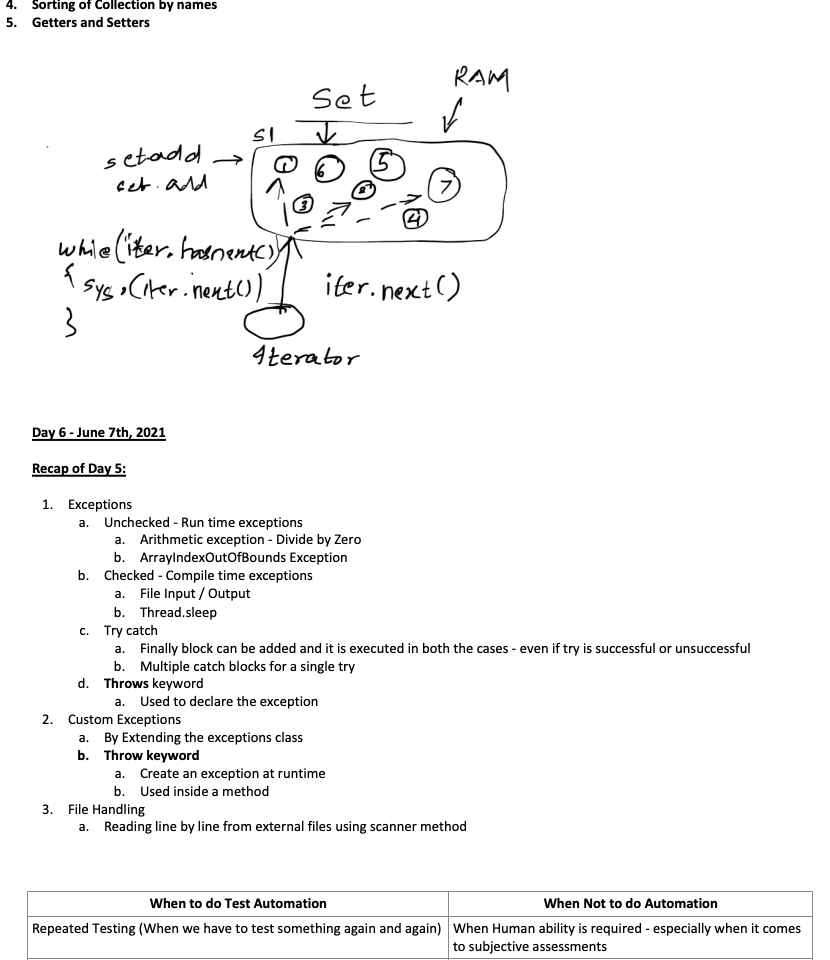 4. Sorting of Collection by names
5. Getters and Setters
RAM
Set
S1
set add
set . add
1 6 5
2 7
3 4
while(iter. hasnext())
{ sys .(iter . next())
}
iter. next()
Iterator
Day 6 - June 7th, 2021
Recap of Day 5:
1. Exceptions
a. Unchecked - Run time exceptions
a. Arithmetic exception - Divide by Zero
b. ArrayIndexOutOfBounds Exception
b. Checked - Compile time exceptions
a. File Input / Output
b. Thread.sleep
c. Try catch
a. Finally block can be added and it is executed in both the cases - even if try is successful or unsuccessful
b. Multiple catch blocks for a single try
d. Throws keyword
a. Used to declare the exception
2. Custom Exceptions
a. By Extending the exceptions class
b. Throw keyword
a. Create an exception at runtime
b. Used inside a method
3. File Handling
a. Reading line by line from external files using scanner method
When to do Test Automation
When Not to do Automation
Repeated Testing (When we have to test something again and again)
When Human ability is required - especially when it comes
to subjective assessments